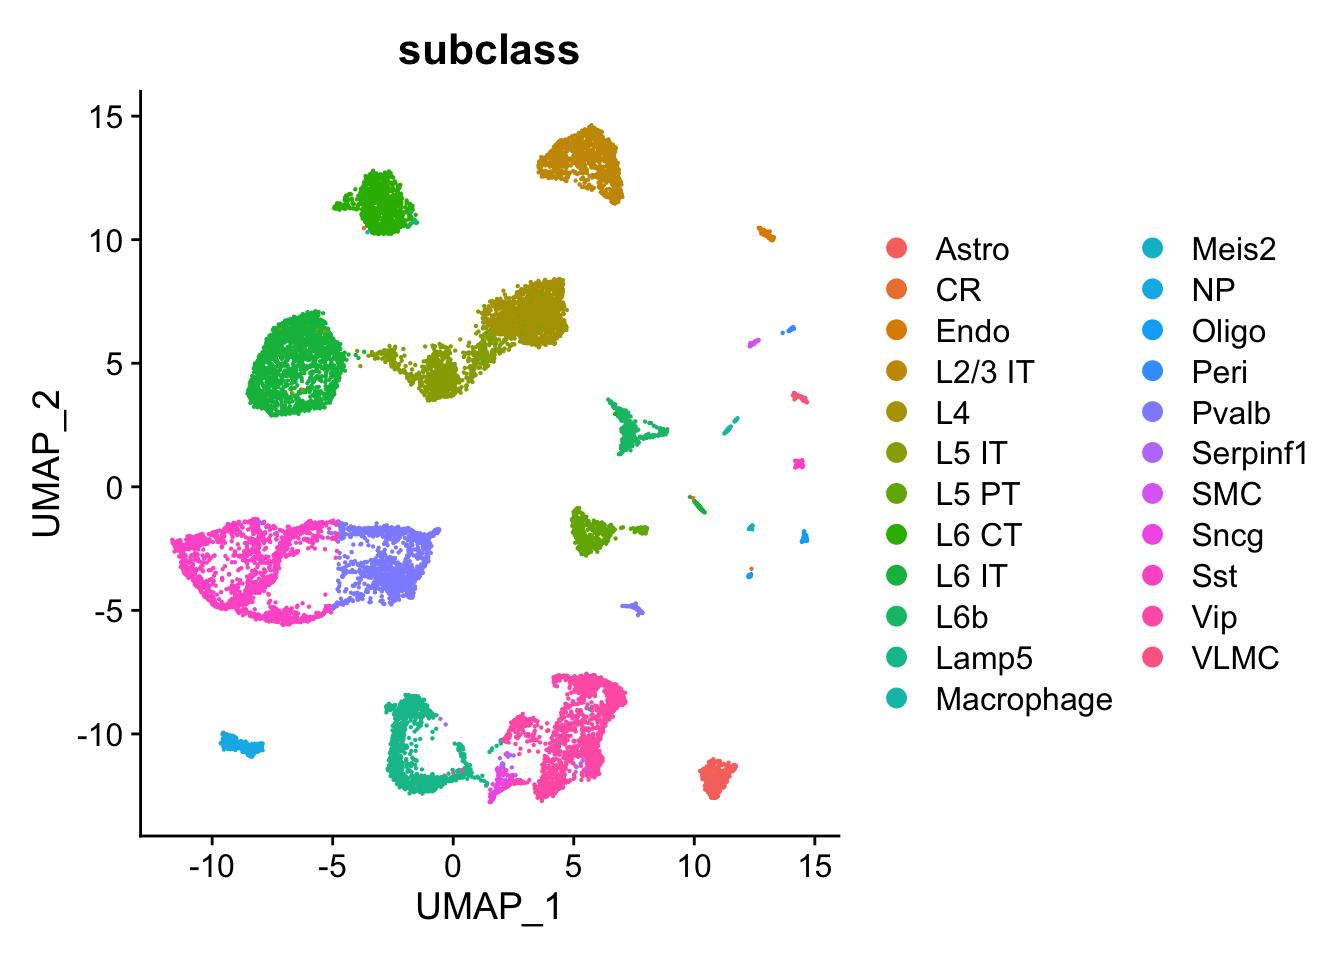 subclass
15
10
5
0
-5
-10
UMAP_2
-10 -5 0 5 10 15
UMAP_1
Astro
CR
Endo
L2/3 IT
L4
L5 IT
L5 PT
L6 CT
L6 IT
L6b
Lamp5
Macrophage
Meis2
NP
Oligo
Peri
Pvalb
Serpinf1
SMC
Sncg
Sst
Vip
VLMC